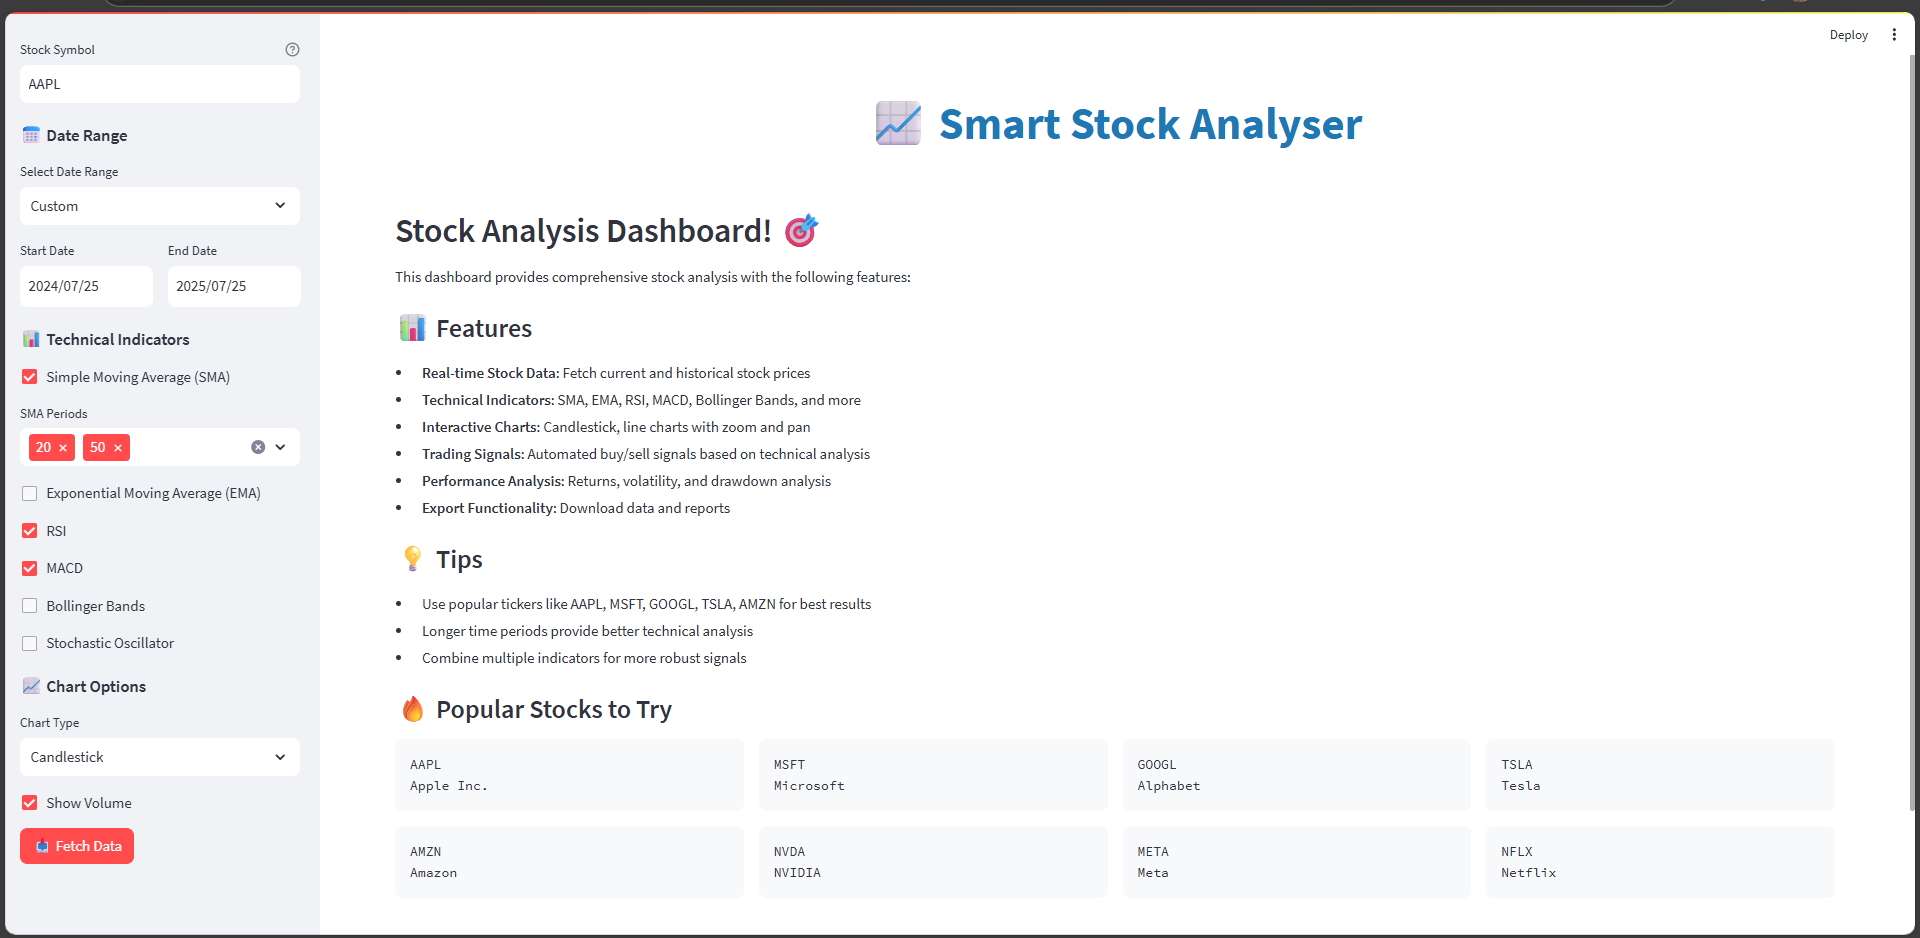 Stock Symbol
AAPL
Date Range
Select Date Range
Custom
Start Date
End Date
2024/07/25
2025/07/25
Technical Indicators
Simple Moving Average (SMA)
SMA Periods
20 × 50 ×
Exponential Moving Average (EMA)
RSI
MACD
Bollinger Bands
Stochastic Oscillator
Chart Options
Chart Type
Candlestick
Show Volume
Fetch Data
Deploy
Smart Stock Analyser
Stock Analysis Dashboard!
This dashboard provides comprehensive stock analysis with the following features:
Features
• Real-time Stock Data: Fetch current and historical stock prices
• Technical Indicators: SMA, EMA, RSI, MACD, Bollinger Bands, and more
• Interactive Charts: Candlestick, line charts with zoom and pan
• Trading Signals: Automated buy/sell signals based on technical analysis
• Performance Analysis: Returns, volatility, and drawdown analysis
• Export Functionality: Download data and reports
Tips
• Use popular tickers like AAPL, MSFT, GOOGL, TSLA, AMZN for best results
• Longer time periods provide better technical analysis
• Combine multiple indicators for more robust signals
Popular Stocks to Try
AAPL
Apple Inc.
MSFT
Microsoft
GOOGL
Alphabet
TSLA
Tesla
AMZN
Amazon
NVDA
NVIDIA
META
Meta
NFLX
Netflix